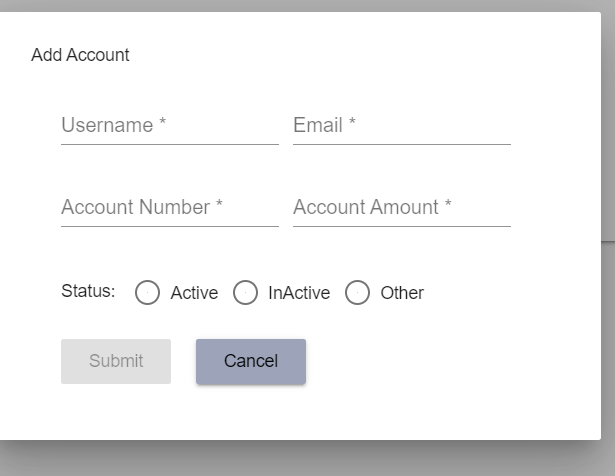 Add Account
Username * Email *
Account Number * Account Amount *
Status: Active InActive Other
Submit Cancel